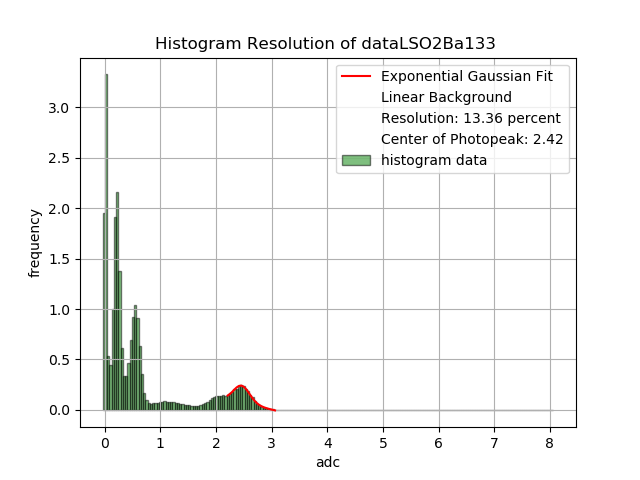 Histogram Resolution of dataLSO2Ba133
Exponential Gaussian Fit
Linear Background
Resolution: 13.36 percent
Center of Photopeak: 2.42
histogram data
frequency
3.0
2.5
2.0
1.5
1.0
0.5
0.0
0 1 2 3 4 5 6 7 8
adc